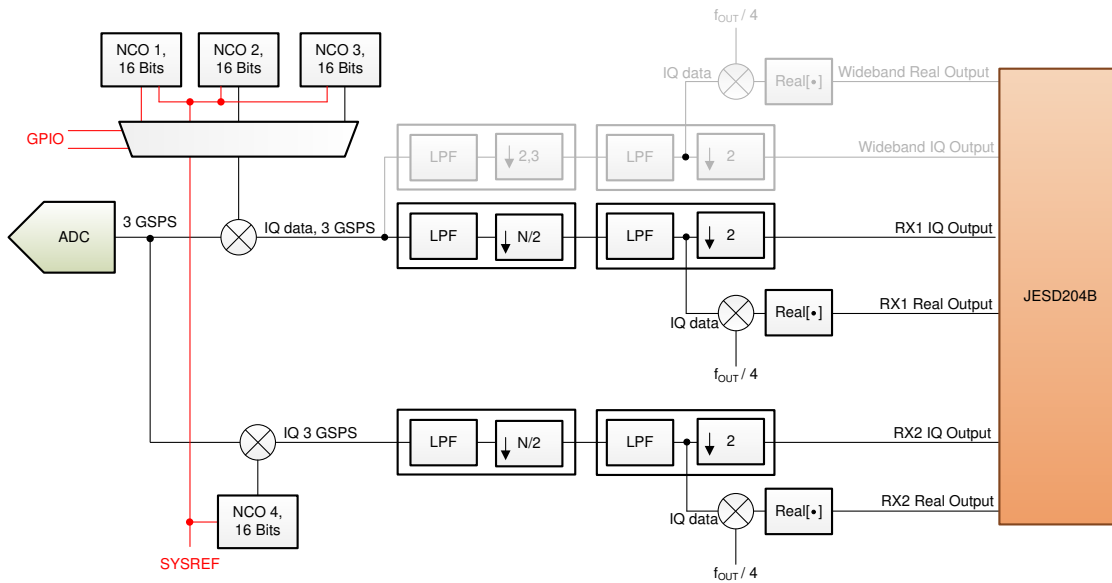 f_OUT / 4
NCO 1,
16 Bits
NCO 2,
16 Bits
NCO 3,
16 Bits
IQ data
Real[•]
Wideband Real Output
GPIO
LPF
2,3
LPF
2
Wideband IQ Output
ADC
3 GSPS
IQ data, 3 GSPS
LPF
N/2
LPF
2
RX1 IQ Output
JESD204B
IQ data
Real[•]
RX1 Real Output
f_OUT / 4
IQ 3 GSPS
LPF
N/2
LPF
2
RX2 IQ Output
NCO 4,
16 Bits
IQ data
Real[•]
RX2 Real Output
SYSREF
f_OUT / 4